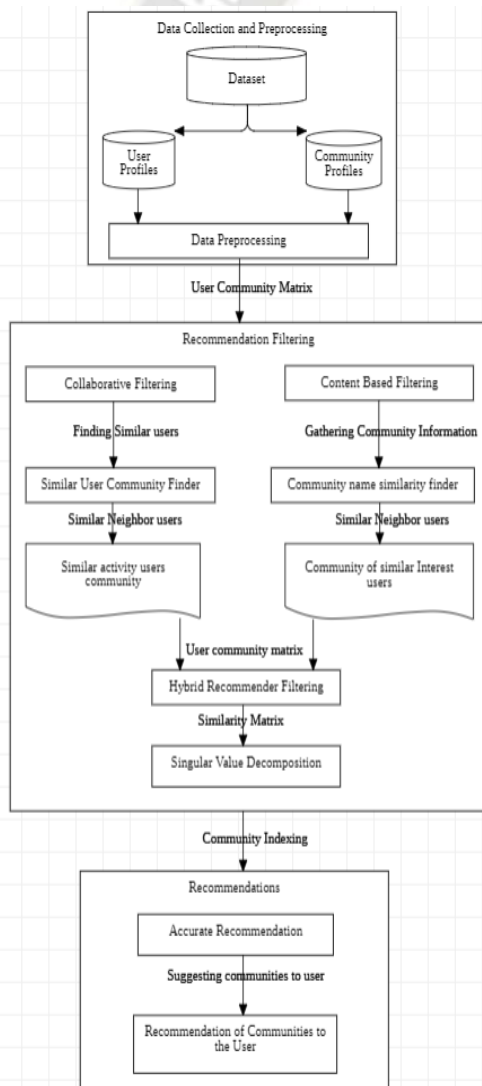 Data Collection and Preprocessing
Dataset
User
Profiles
Community
Profiles
Data Preprocessing
User Community Matrix
Recommendation Filtering
Collaborative Filtering
Content Based Filtering
Finding Similar users
Gathering Community Information
Similar User Community Finder
Community name similarity finder
Similar Neighbor users
Similar Neighbor users
Similar activity users
community
Community of similar Interest
users
User community matrix
Hybrid Recommender Filtering
Similarity Matrix
Singular Value Decomposition
Community Indexing
Recommendations
Accurate Recommendation
Suggesting communities to user
Recommendation of Communities to
the User